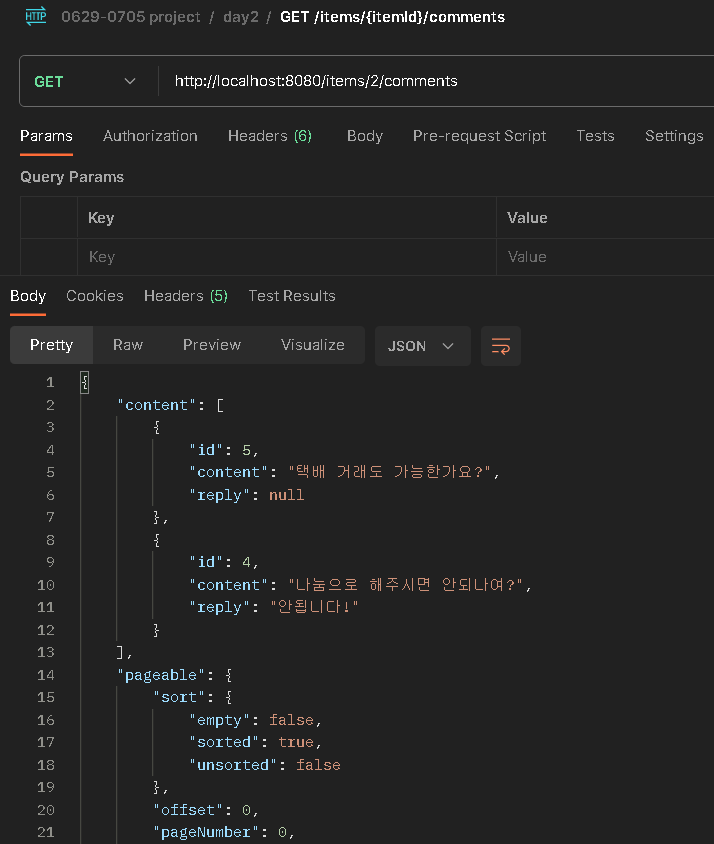 HTTP 0629-0705 project / day2 / GET /items/{itemId}/comments
GET http://localhost:8080/items/2/comments
Params Authorization Headers (6) Body Pre-request Script Tests Settings
Query Params
Key Value
Key Value
Body Cookies Headers (5) Test Results
Pretty Raw Preview Visualize JSON
1 {
2 "content": [
3 {
4 "id": 5,
5 "content": "택배 거래도 가능한가요?",
6 "reply": null
7 },
8 {
9 "id": 4,
10 "content": "나눔으로 해주시면 안되나여?",
11 "reply": "안됩니다!"
12 }
13 ],
14 "pageable": {
15 "sort": {
16 "empty": false,
17 "sorted": true,
18 "unsorted": false
19 },
20 "offset": 0,
21 "pageNumber": 0,